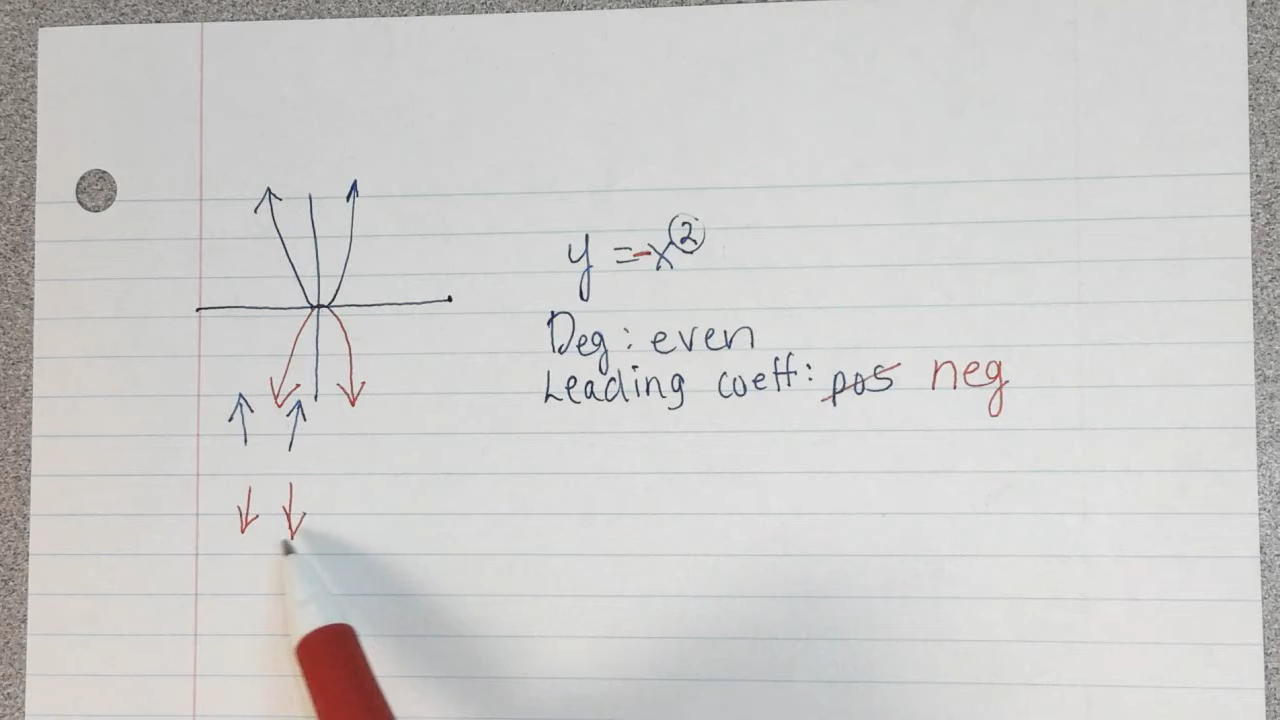 y = -x²
Deg: even
Leading coeff: pos neg